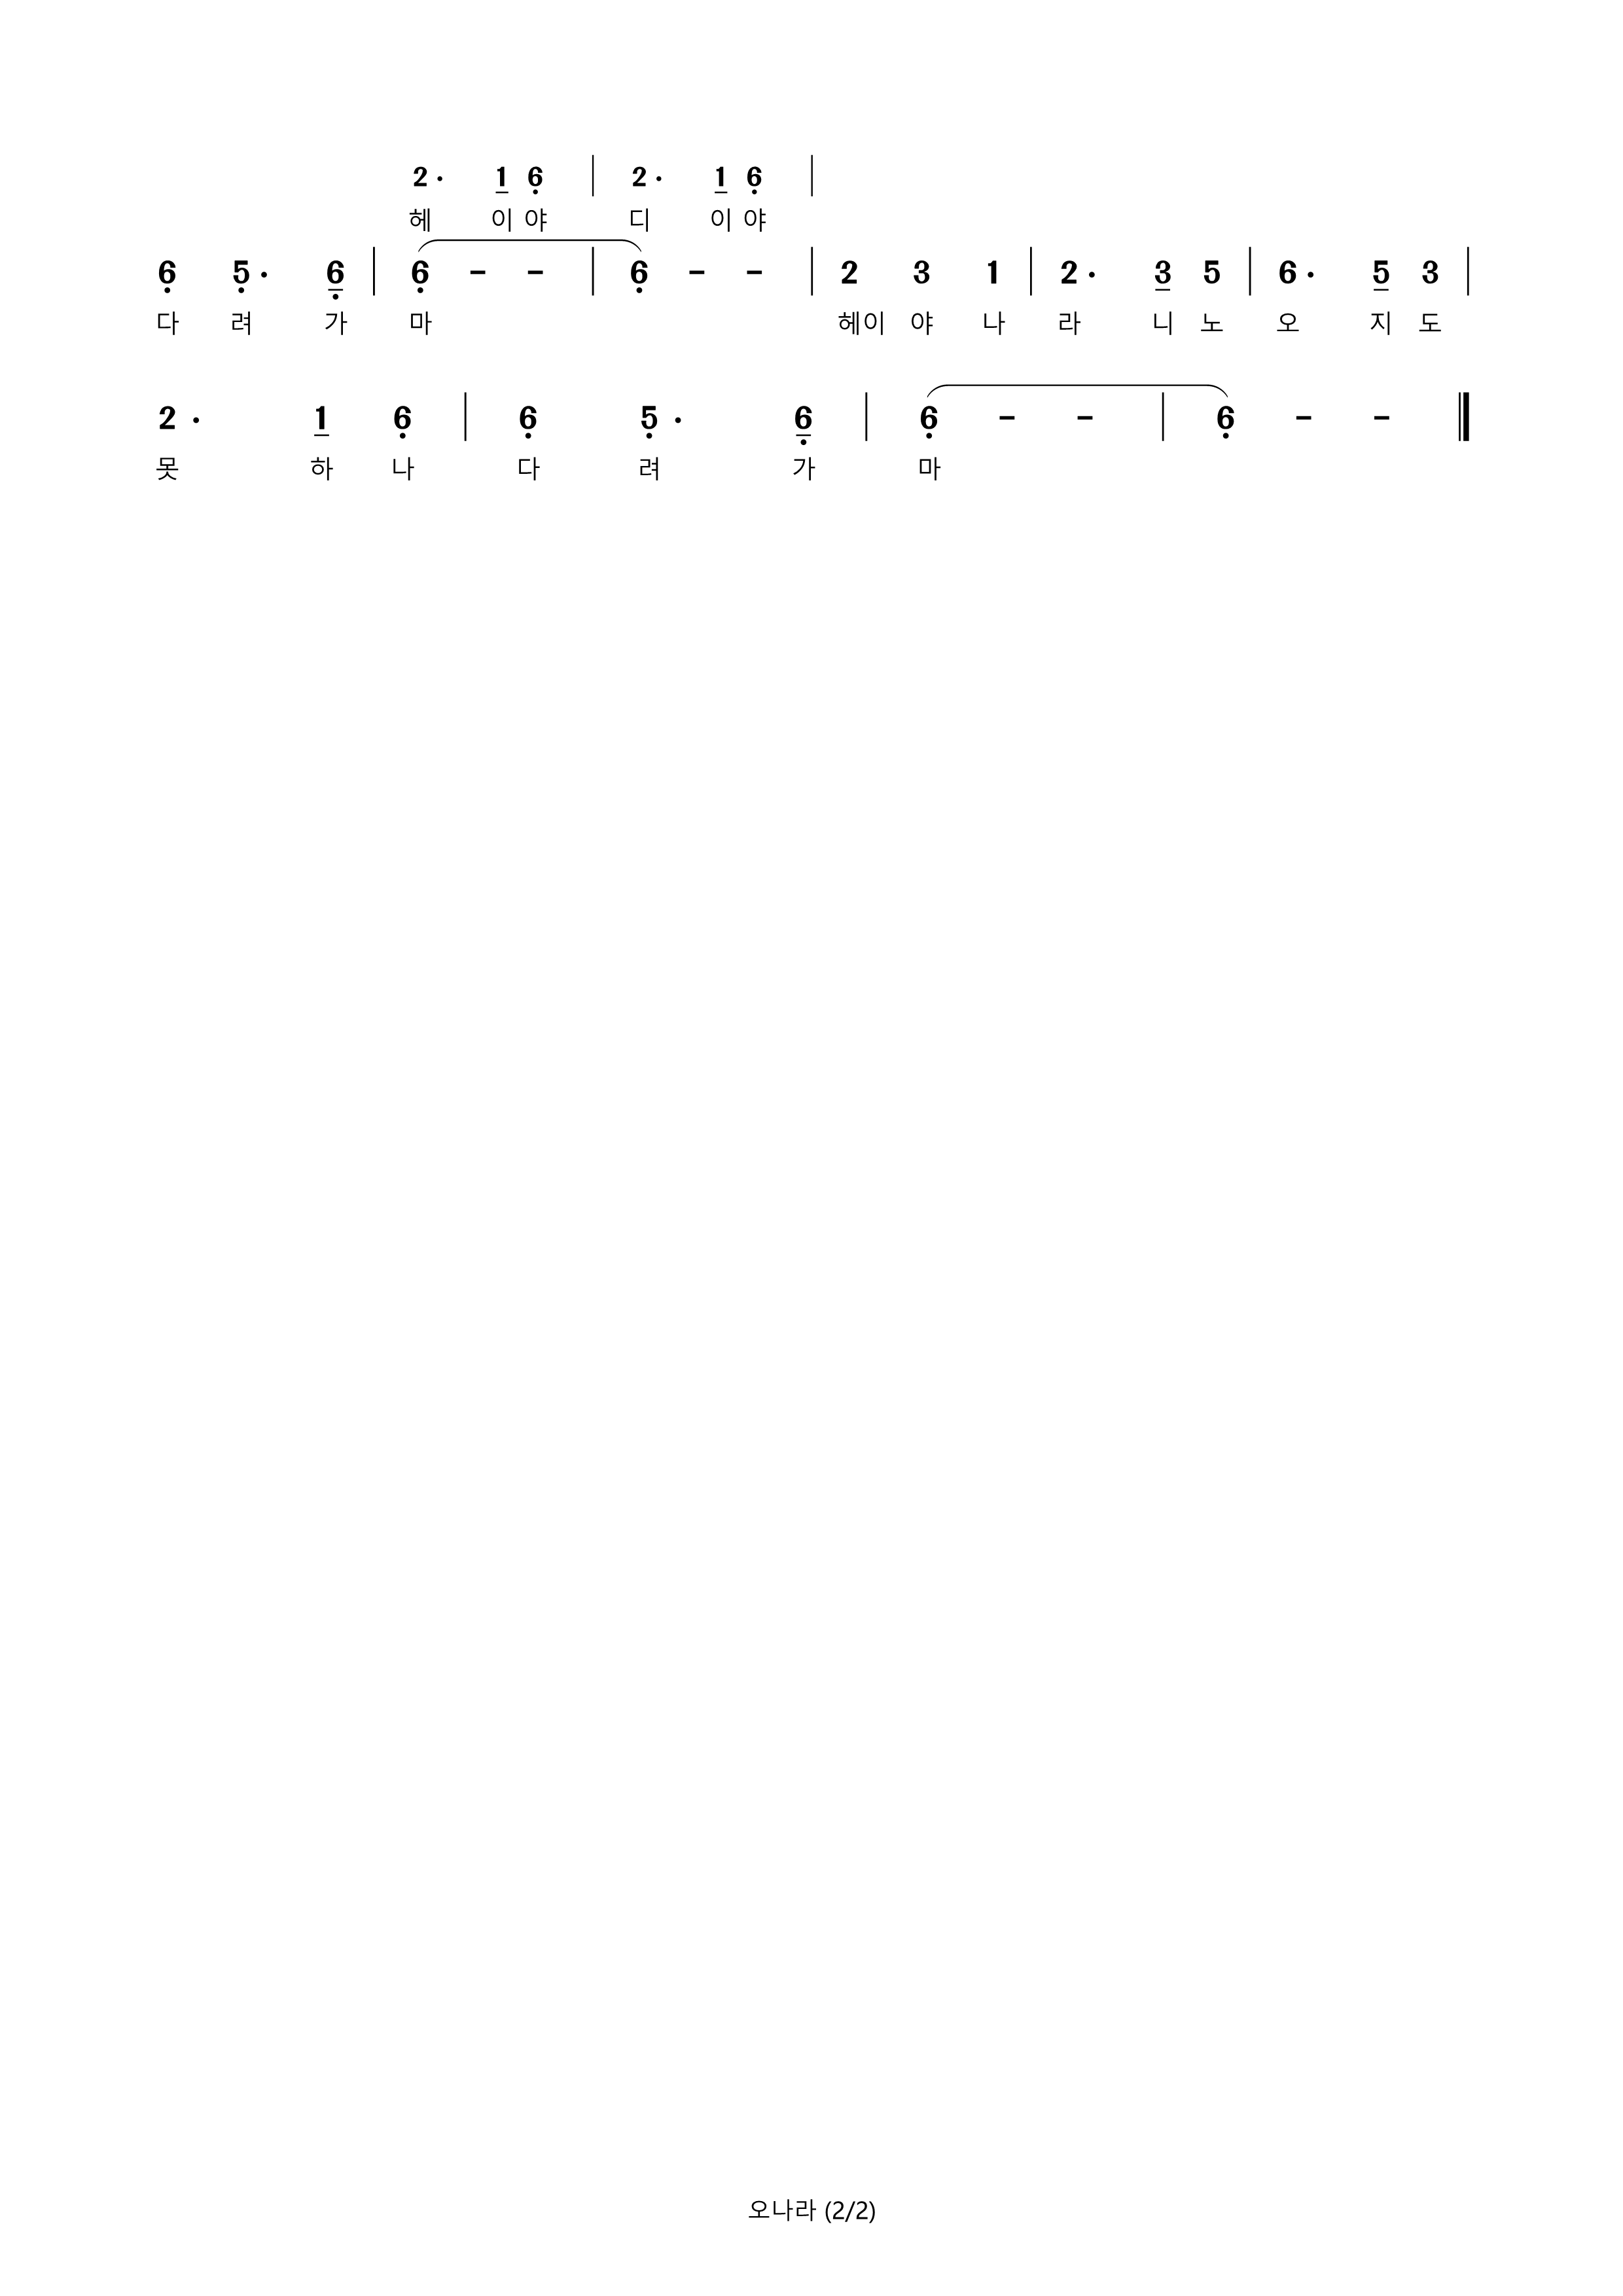 2· 1 6 | 2· 1 6 |
헤 이 야 디 이 야
6 5· 6 | 6 – – | 6 – – | 2 3 1 | 2· 3 5 | 6· 5 3 |
다 려 가 마 헤이 야 나 라 니 노 오 지 도
2· 1 6 | 6 5· 6 | 6 – – | 6 – – ‖
못 하 나 다 려 가 마
오나라 (2/2)